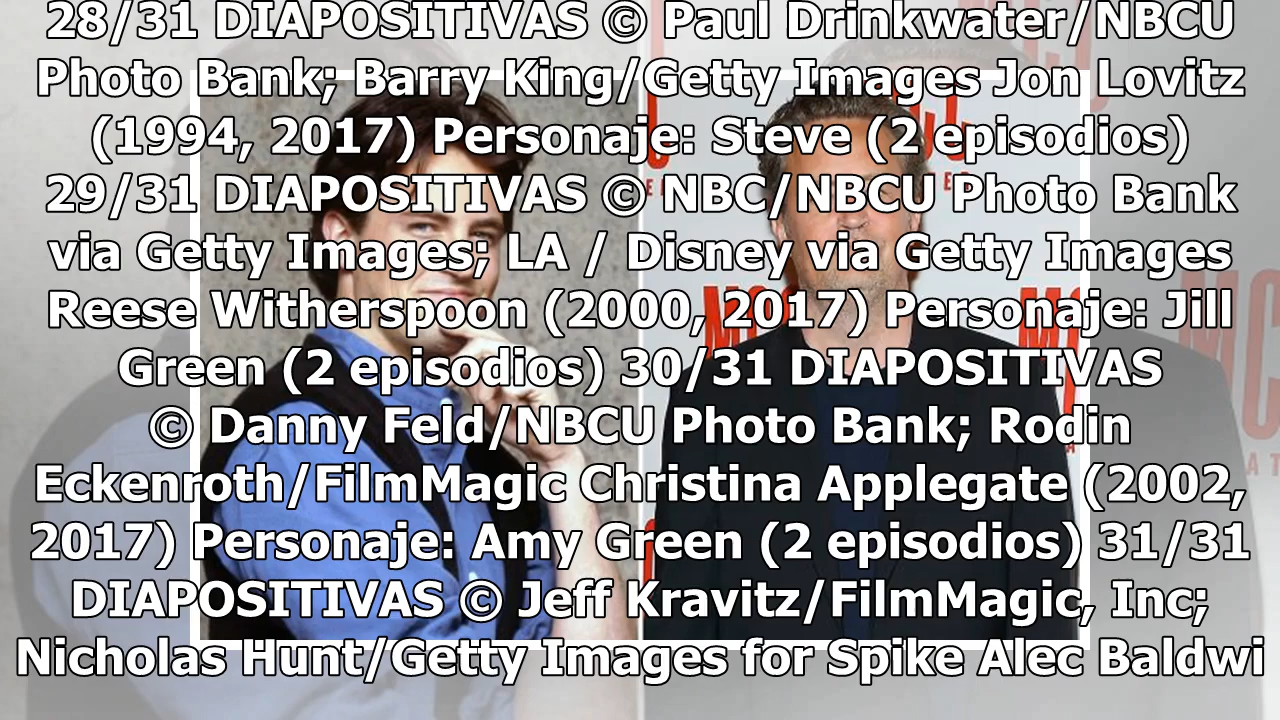 28/31 DIAPOSITIVAS © Paul Drinkwater/NBCU
Photo Bank; Barry King/Getty Images Jon Lovitz
(1994, 2017) Personaje: Steve (2 episodios)
29/31 DIAPOSITIVAS © NBC/NBCU Photo Bank
via Getty Images; LA / Disney via Getty Images
Reese Witherspoon (2000, 2017) Personaje: Jill
Green (2 episodios) 30/31 DIAPOSITIVAS
© Danny Feld/NBCU Photo Bank; Rodin
Eckenroth/FilmMagic Christina Applegate (2002,
2017) Personaje: Amy Green (2 episodios) 31/31
DIAPOSITIVAS © Jeff Kravitz/FilmMagic, Inc;
Nicholas Hunt/Getty Images for Spike Alec Baldwi